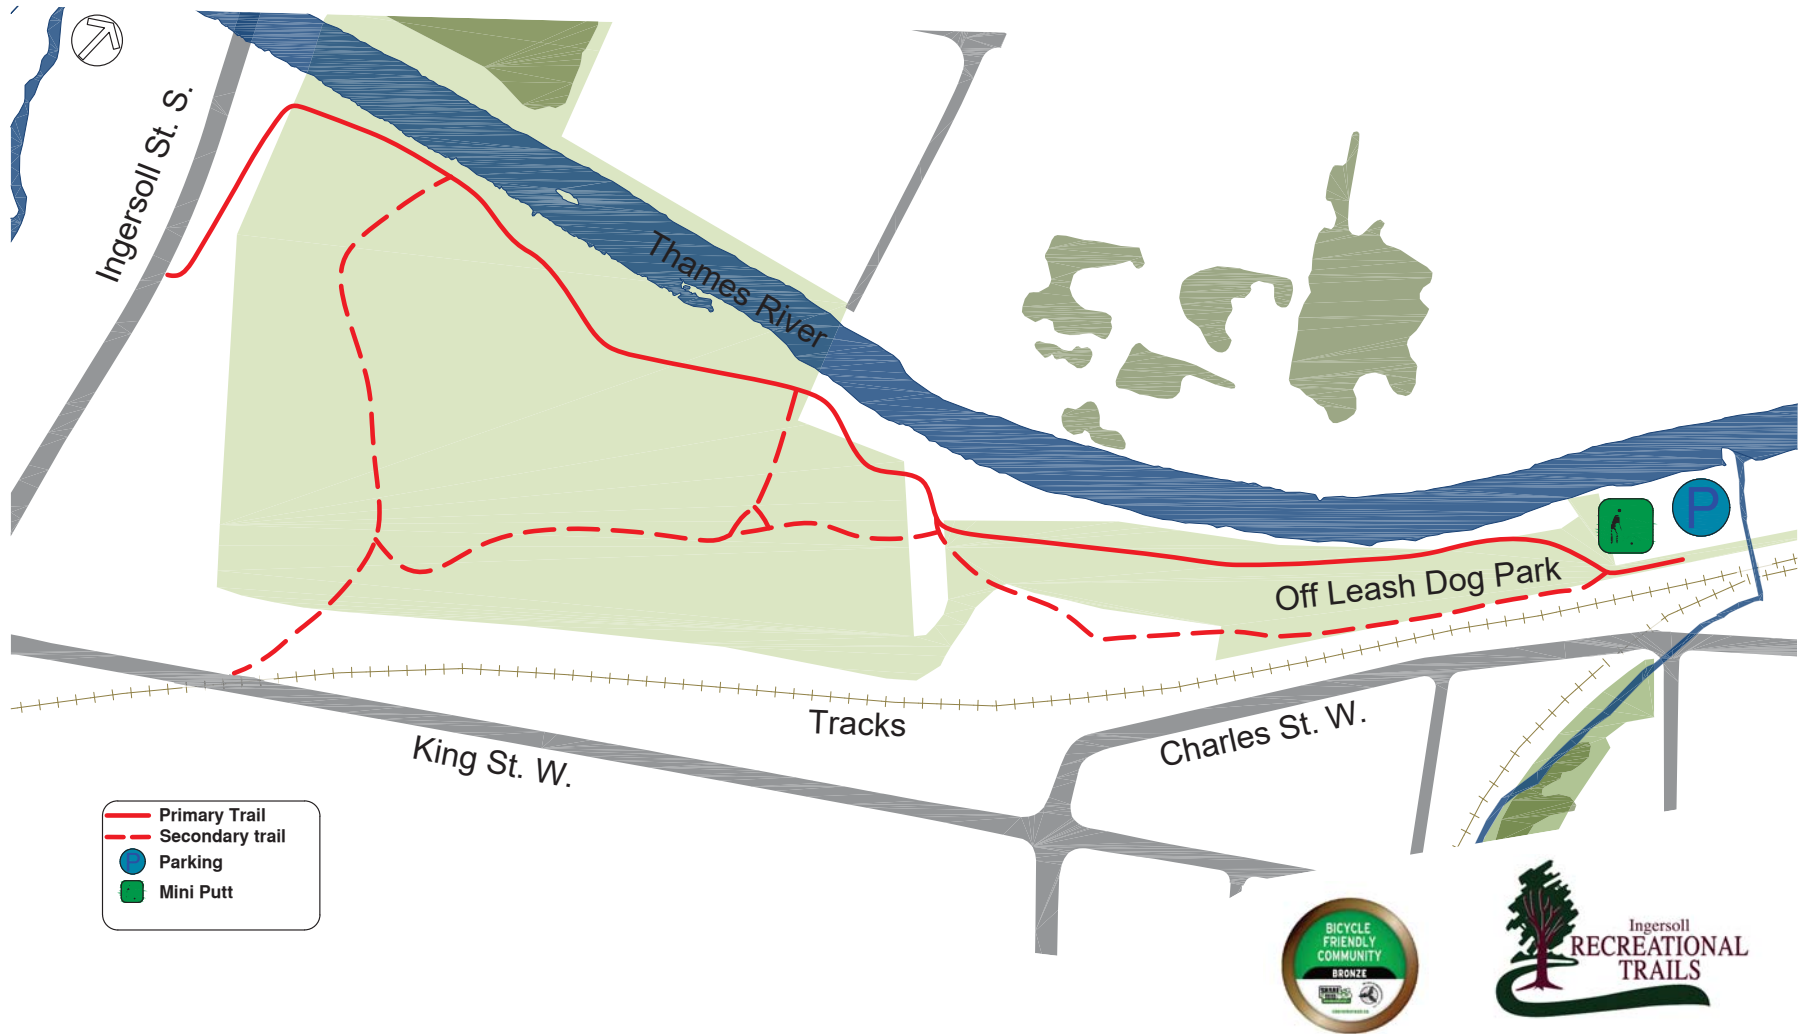 Ingersoll St. S.
Thames River
P
Off Leash Dog Park
Tracks
King St. W.
Charles St. W.
Primary Trail
Secondary trail
P
Parking
Mini Putt
BICYCLE
FRIENDLY
COMMUNITY
BRONZE
SHARE
Ingersoll
RECREATIONAL
TRAILS